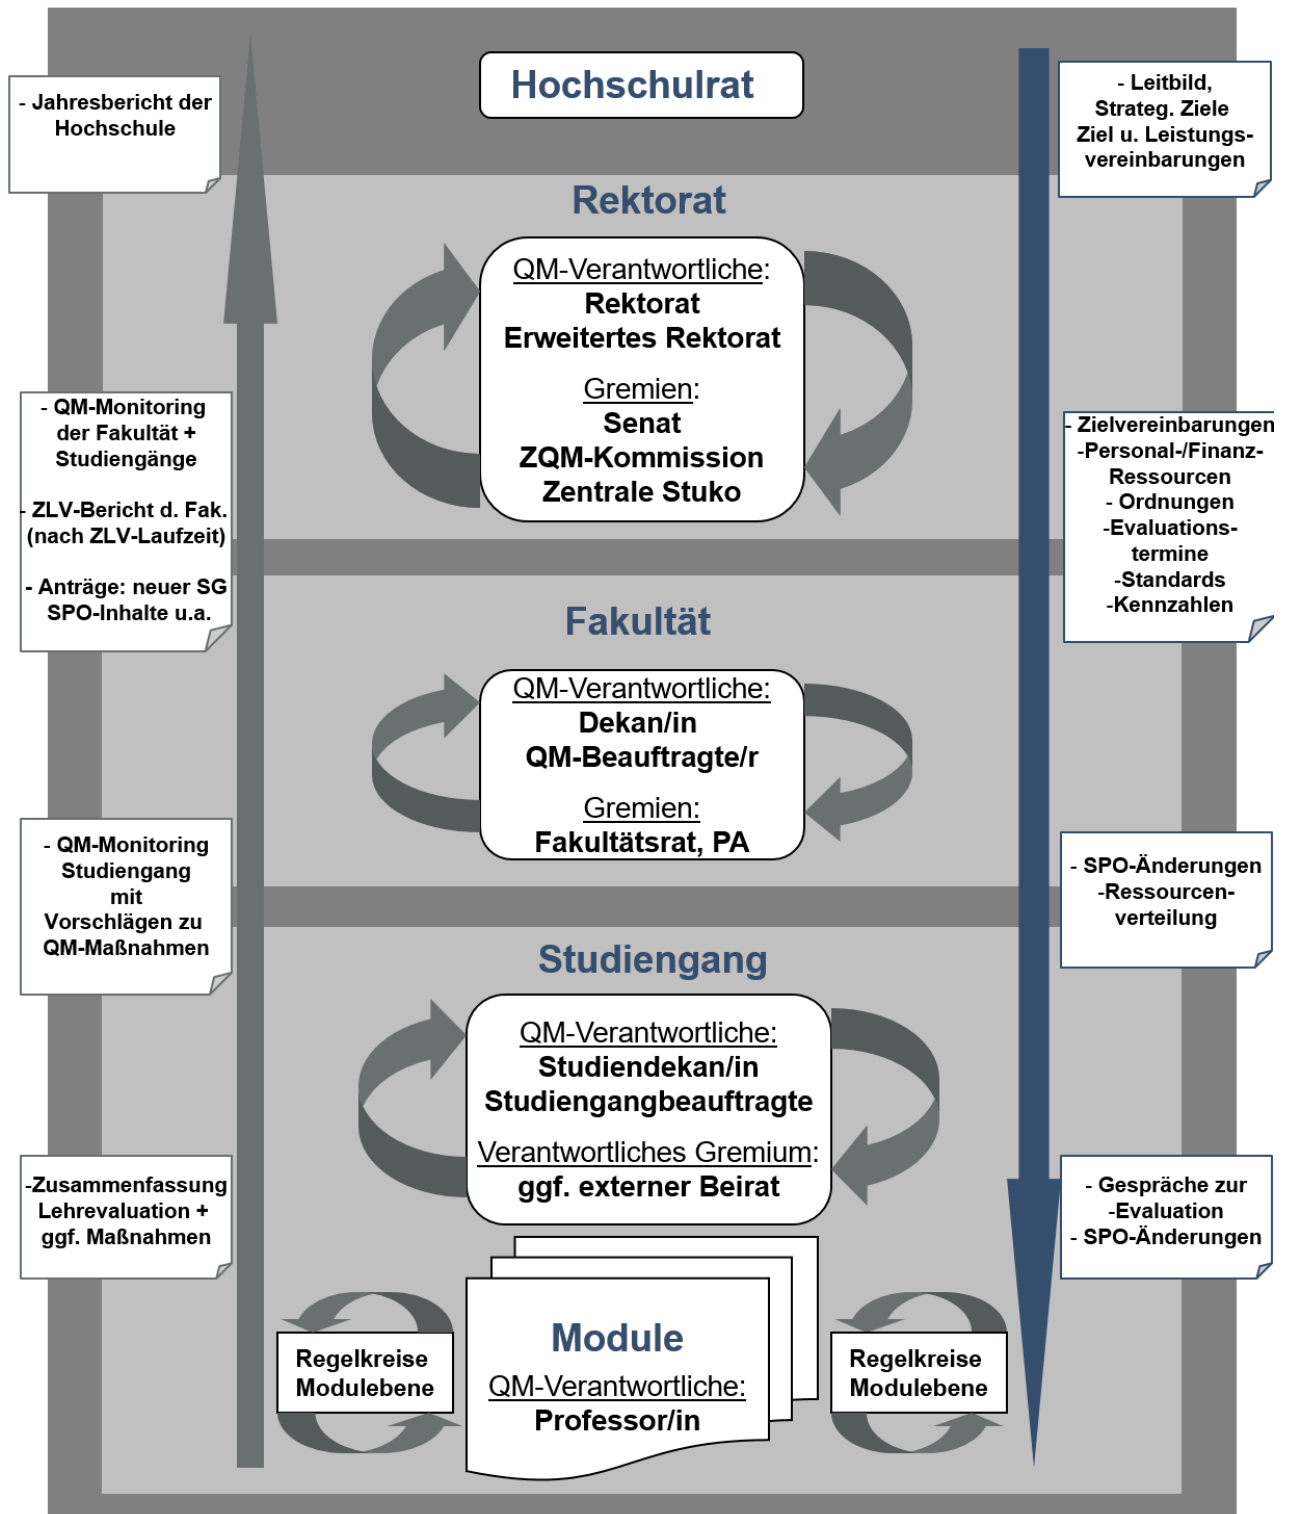 Hochschulrat
- Jahresbericht der
Hochschule
- Leitbild,
Strateg. Ziele
Ziel u. Leistungs-
vereinbarungen
Rektorat
QM-Verantwortliche:
Rektorat
Erweitertes Rektorat
Gremien:
Senat
ZQM-Kommission
Zentrale Stuko
- QM-Monitoring
der Fakultät +
Studiengänge
- ZLV-Bericht d. Fak.
(nach ZLV-Laufzeit)
- Anträge: neuer SG
SPO-Inhalte u.a.
- Zielvereinbarungen
-Personal-/Finanz-
Ressourcen
- Ordnungen
-Evaluations-
termine
-Standards
-Kennzahlen
Fakultät
QM-Verantwortliche:
Dekan/in
QM-Beauftragte/r
Gremien:
Fakultätsrat, PA
- QM-Monitoring
Studiengang
mit
Vorschlägen zu
QM-Maßnahmen
- SPO-Änderungen
-Ressourcen-
verteilung
Studiengang
QM-Verantwortliche:
Studiendekan/in
Studiengangbeauftragte
Verantwortliches Gremium:
ggf. externer Beirat
-Zusammenfassung
Lehrevaluation +
ggf. Maßnahmen
- Gespräche zur
-Evaluation
- SPO-Änderungen
Regelkreise
Modulebene
Module
QM-Verantwortliche:
Professor/in
Regelkreise
Modulebene